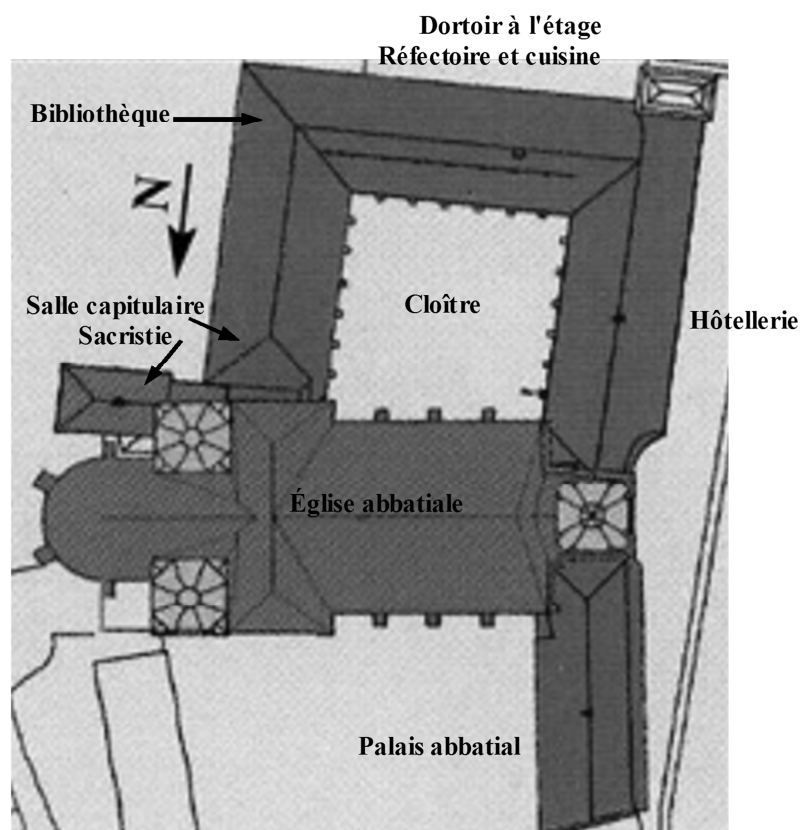 Dortoir à l'étage
Réfectoire et cuisine
Bibliothèque
N
Salle capitulaire
Sacristie
Cloître
Hôtellerie
Église abbatiale
Palais abbatial